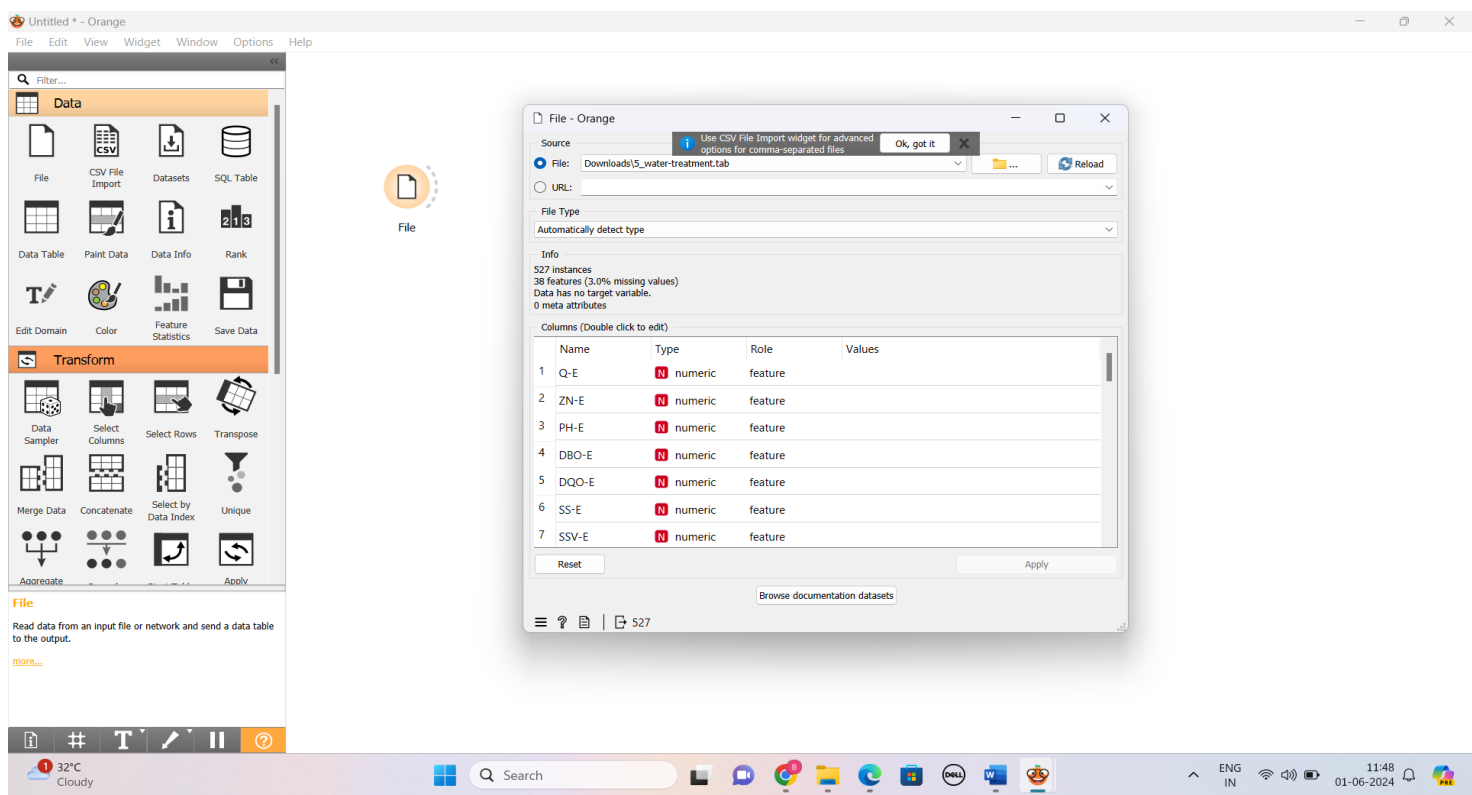 Untitled * - Orange
File Edit View Widget Window Options Help
Filter...
Data
File
CSV File Import
Datasets
SQL Table
Data Table
Paint Data
Data Info
Rank
Edit Domain
Color
Feature Statistics
Save Data
Transform
Data Sampler
Select Columns
Select Rows
Transpose
Merge Data
Concatenate
Select by Data Index
Unique
Aggregate
Apply
File
Read data from an input file or network and send a data table
to the output.
more...
File
File - Orange
Source
Use CSV File Import widget for advanced
options for comma-separated files
Ok, got it
File: Downloads\5_water-treatment.tab
...
Reload
URL:
File Type
Automatically detect type
Info
527 instances
38 features (3.0% missing values)
Data has no target variable.
0 meta attributes
Columns (Double click to edit)
Name Type Role Values
1 Q-E N numeric feature
2 ZN-E N numeric feature
3 PH-E N numeric feature
4 DBO-E N numeric feature
5 DQO-E N numeric feature
6 SS-E N numeric feature
7 SSV-E N numeric feature
Reset
Apply
Browse documentation datasets
527
1
32°C
Cloudy
Search
DELL
ENG
IN
11:48
01-06-2024
PRE